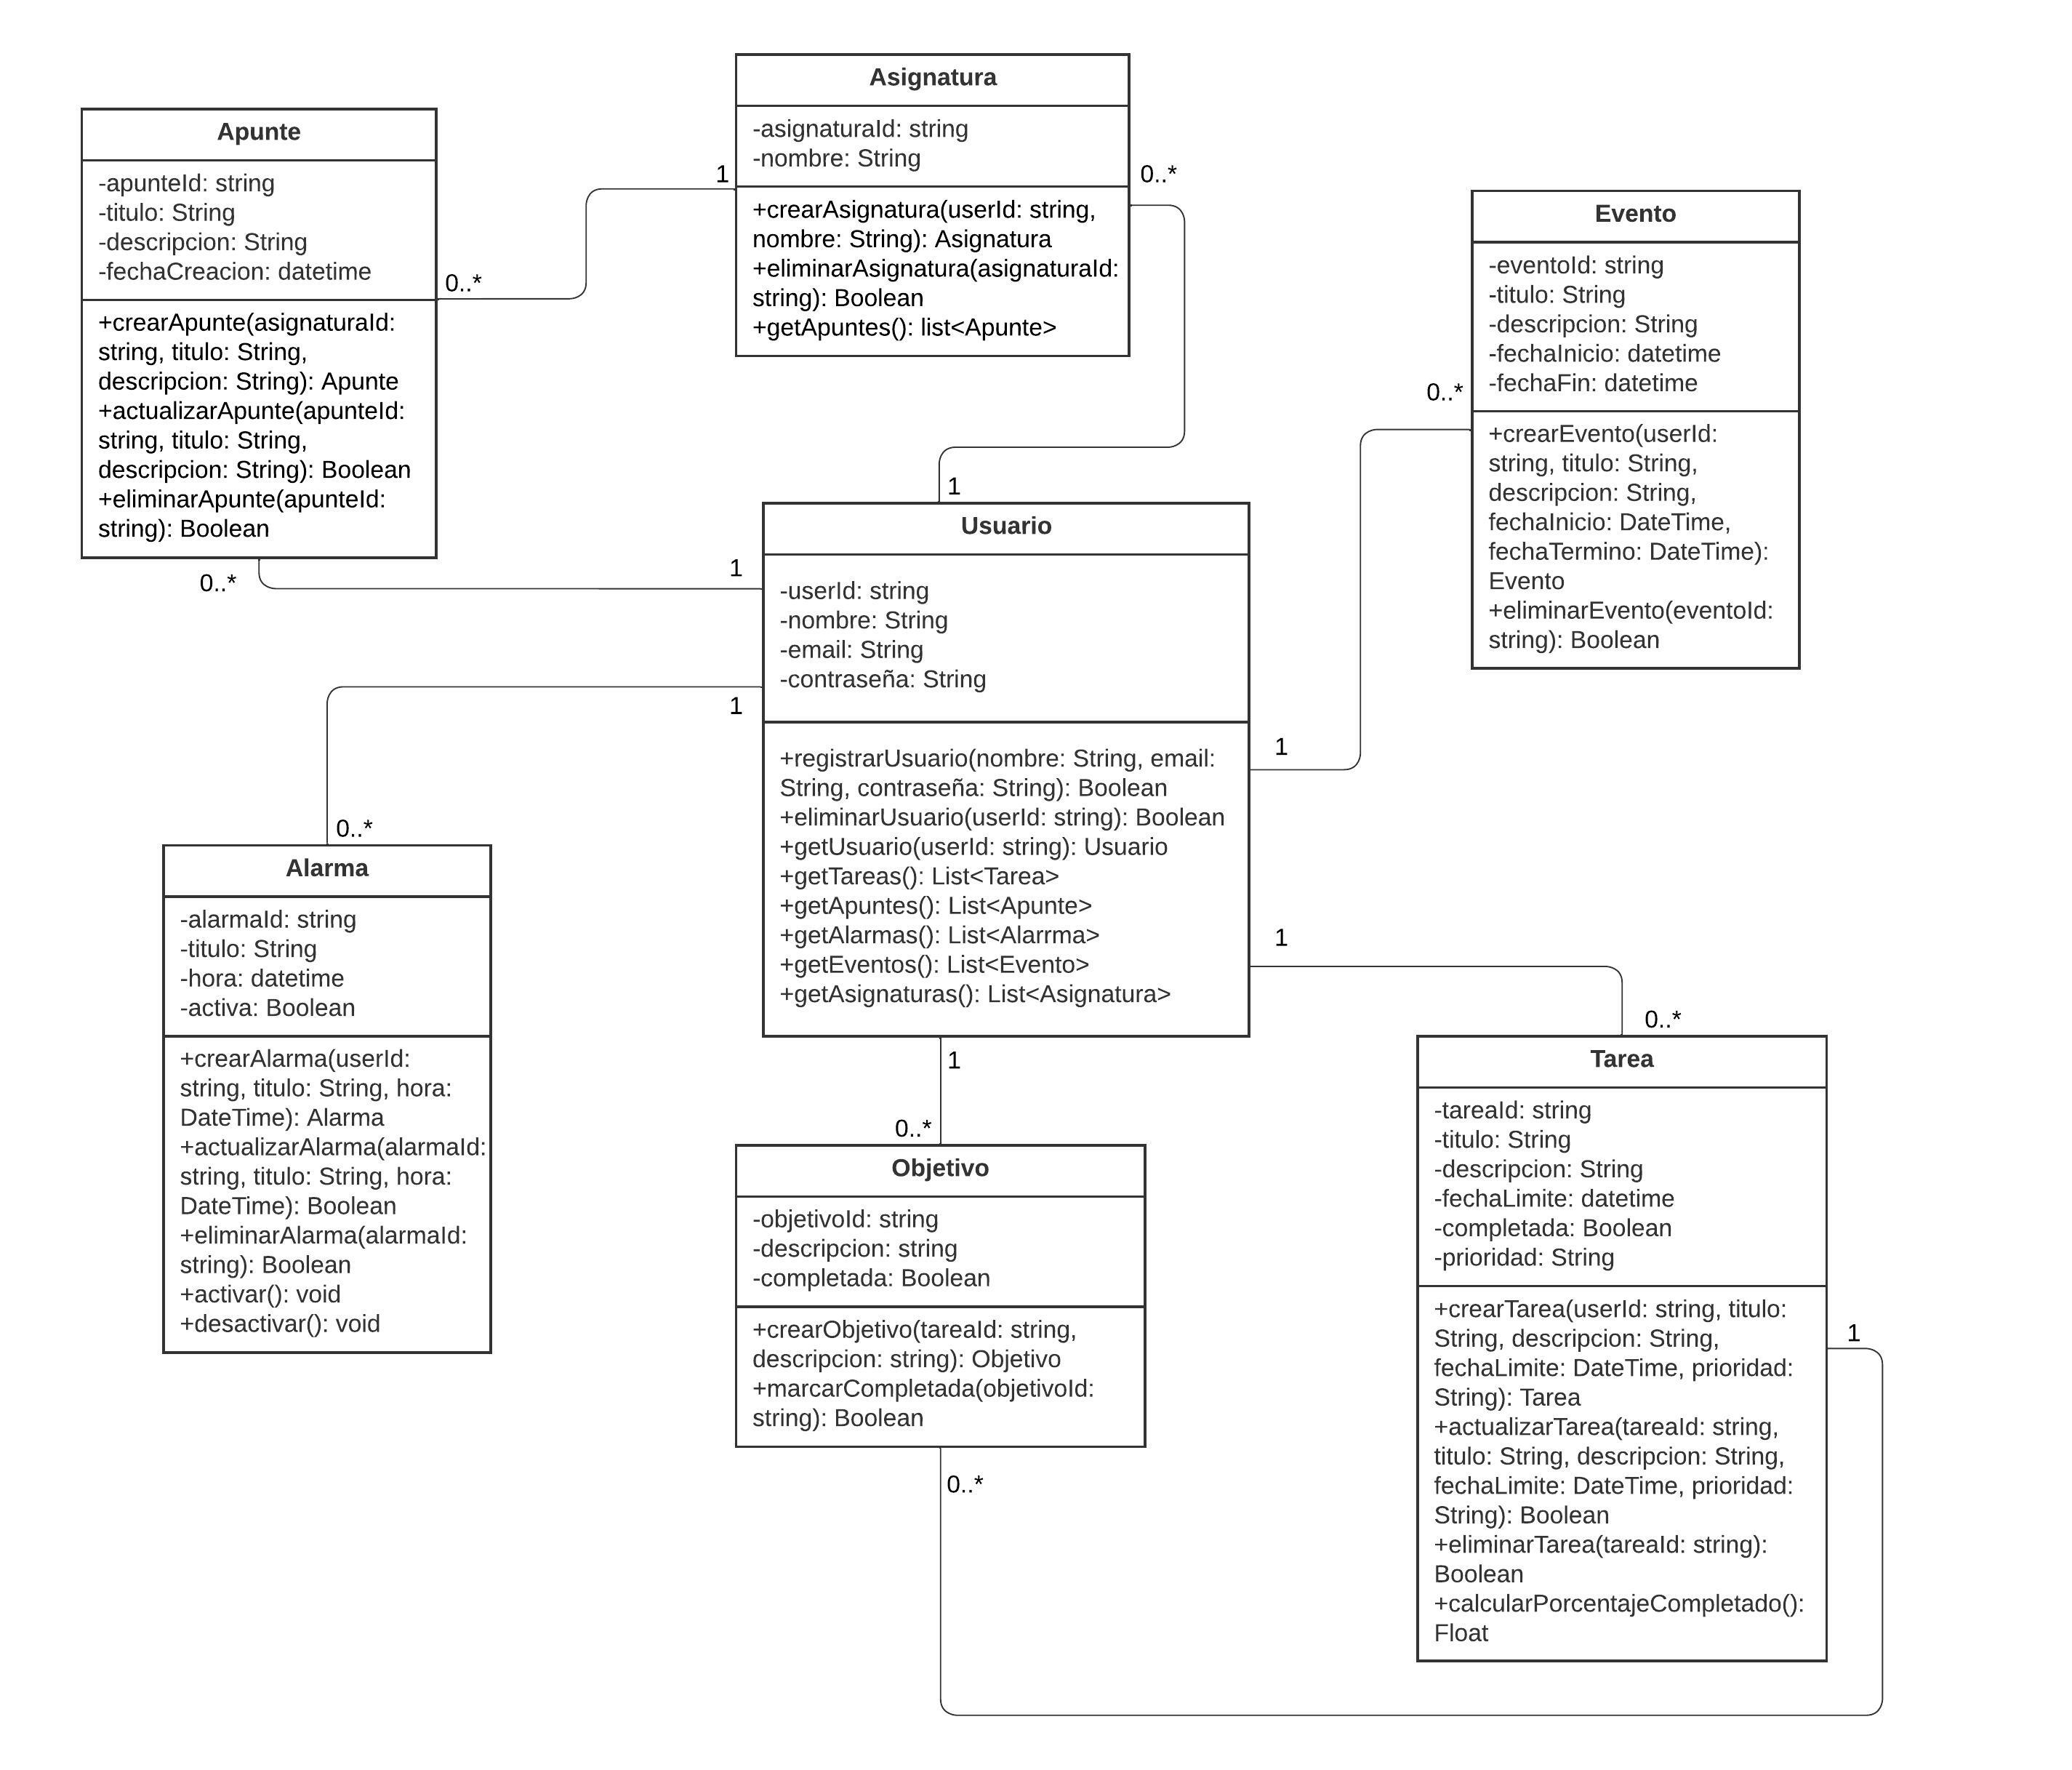 Asignatura
-asignaturaId: string
-nombre: String
+crearAsignatura(userId: string,
nombre: String): Asignatura
+eliminarAsignatura(asignaturaId:
string): Boolean
+getApuntes(): list<Apunte>
1
0..*
Apunte
-apunteId: string
-titulo: String
-descripcion: String
-fechaCreacion: datetime
+crearApunte(asignaturaId:
string, titulo: String,
descripcion: String): Apunte
+actualizarApunte(apunteId:
string, titulo: String,
descripcion: String): Boolean
+eliminarApunte(apunteId:
string): Boolean
0..*
0..*
Evento
-eventoId: string
-titulo: String
-descripcion: String
-fechaInicio: datetime
-fechaFin: datetime
+crearEvento(userId:
string, titulo: String,
descripcion: String,
fechaInicio: DateTime,
fechaTermino: DateTime):
Evento
+eliminarEvento(eventoId:
string): Boolean
0..*
1
1
1
Usuario
-userId: string
-nombre: String
-email: String
-contraseña: String
+registrarUsuario(nombre: String, email:
String, contraseña: String): Boolean
+eliminarUsuario(userId: string): Boolean
+getUsuario(userId: string): Usuario
+getTareas(): List<Tarea>
+getApuntes(): List<Apunte>
+getAlarmas(): List<Alarrma>
+getEventos(): List<Evento>
+getAsignaturas(): List<Asignatura>
1
1
1
0..*
Alarma
-alarmaId: string
-titulo: String
-hora: datetime
-activa: Boolean
+crearAlarma(userId:
string, titulo: String, hora:
DateTime): Alarma
+actualizarAlarma(alarmaId:
string, titulo: String, hora:
DateTime): Boolean
+eliminarAlarma(alarmaId:
string): Boolean
+activar(): void
+desactivar(): void
0..*
Objetivo
-objetivoId: string
-descripcion: string
-completada: Boolean
+crearObjetivo(tareaId: string,
descripcion: string): Objetivo
+marcarCompletada(objetivoId:
string): Boolean
0..*
0..*
Tarea
-tareaId: string
-titulo: String
-descripcion: String
-fechaLimite: datetime
-completada: Boolean
-prioridad: String
+crearTarea(userId: string, titulo:
String, descripcion: String,
fechaLimite: DateTime, prioridad:
String): Tarea
+actualizarTarea(tareaId: string,
titulo: String, descripcion: String,
fechaLimite: DateTime, prioridad:
String): Boolean
+eliminarTarea(tareaId: string):
Boolean
+calcularPorcentajeCompletado():
Float
1